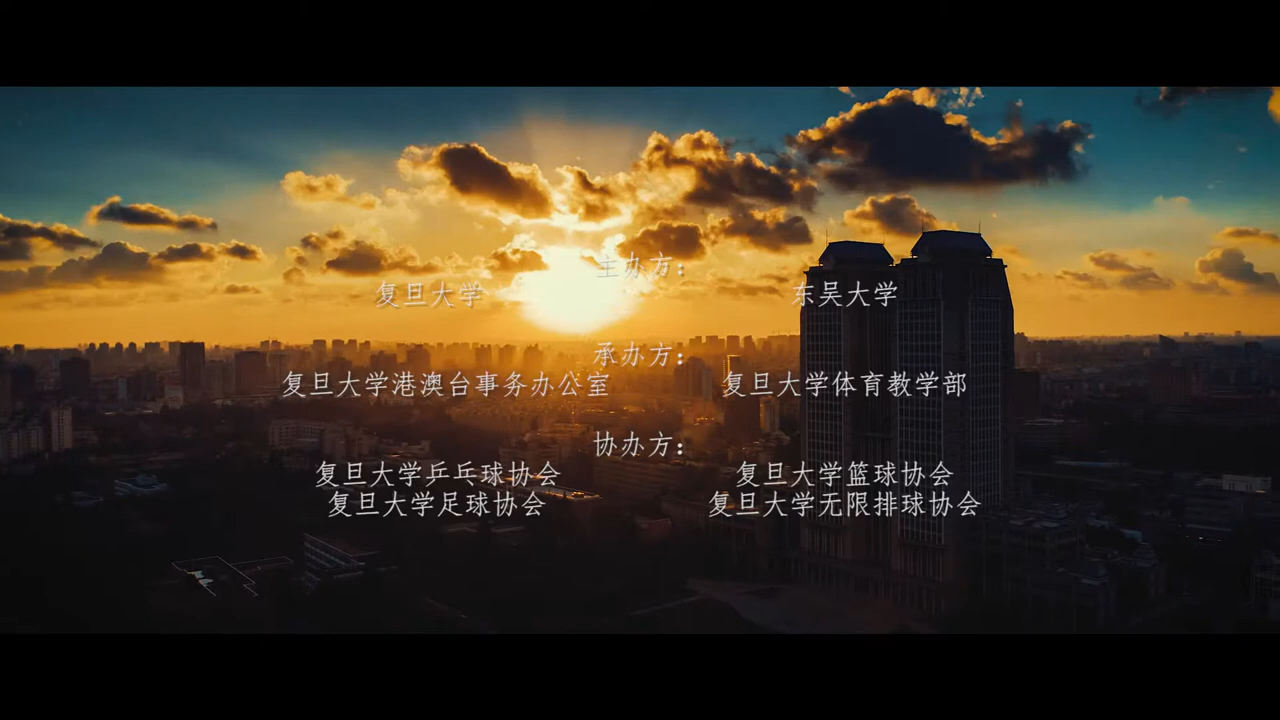 主办方：
复旦大学 东吴大学
承办方：
复旦大学港澳台事务办公室 复旦大学体育教学部
协办方：
复旦大学乒乓球协会 复旦大学篮球协会
复旦大学足球协会 复旦大学无限排球协会